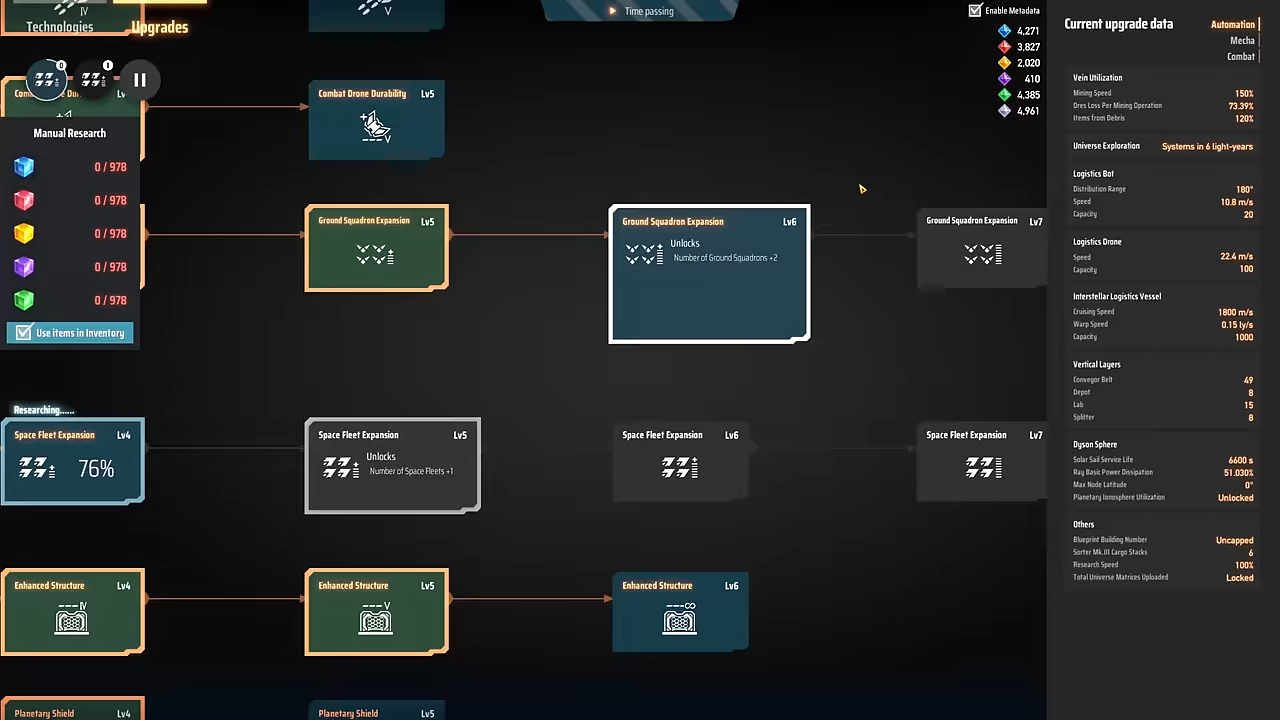 IV
V
Time passing
Enable Metadata
Technologies
Upgrades
4,271
3,827
2,020
410
4,385
4,961
0
1
Manual Research
0 / 978
0 / 978
0 / 978
0 / 978
0 / 978
Use items in Inventory
Combat Drone Durability Lv5
V
Ground Squadron Expansion Lv5
Ground Squadron Expansion Lv6
Unlocks
Number of Ground Squadrons +2
Ground Squadron Expansion Lv7
Researching......
Space Fleet Expansion Lv4
76%
Space Fleet Expansion Lv5
Unlocks
Number of Space Fleets +1
Space Fleet Expansion Lv6
Space Fleet Expansion Lv7
Enhanced Structure Lv4
IV
Enhanced Structure Lv5
V
Enhanced Structure Lv6
∞
Planetary Shield Lv4
Planetary Shield Lv5
Current upgrade data
Automation
Mecha
Combat
Vein Utilization
Mining Speed 150%
Ores Loss Per Mining Operation 73.39%
Items from Debris 120%
Universe Exploration Systems in 6 light-years
Logistics Bot
Distribution Range 180°
Speed 10.8 m/s
Capacity 20
Logistics Drone
Speed 22.4 m/s
Capacity 100
Interstellar Logistics Vessel
Cruising Speed 1800 m/s
Warp Speed 0.15 ly/s
Capacity 1000
Vertical Layers
Conveyor Belt 49
Depot 8
Lab 15
Splitter 8
Dyson Sphere
Solar Sail Service Life 6600 s
Ray Basic Power Dissipation 51.030%
Max Node Latitude 0°
Planetary Ionosphere Utilization Unlocked
Others
Blueprint Building Number Uncapped
Sorter Mk.III Cargo Stacks 6
Research Speed 100%
Total Universe Matrices Uploaded Locked